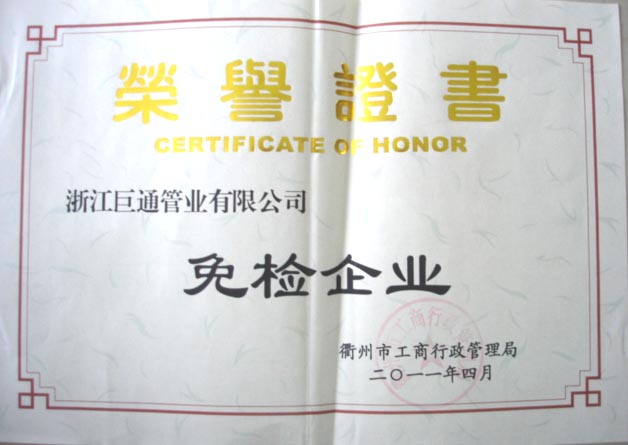 榮譽證書
CERTIFICATE OF HONOR
浙江巨通管业有限公司
免检企业
衢州市工商行政管理局
二〇一一年四月